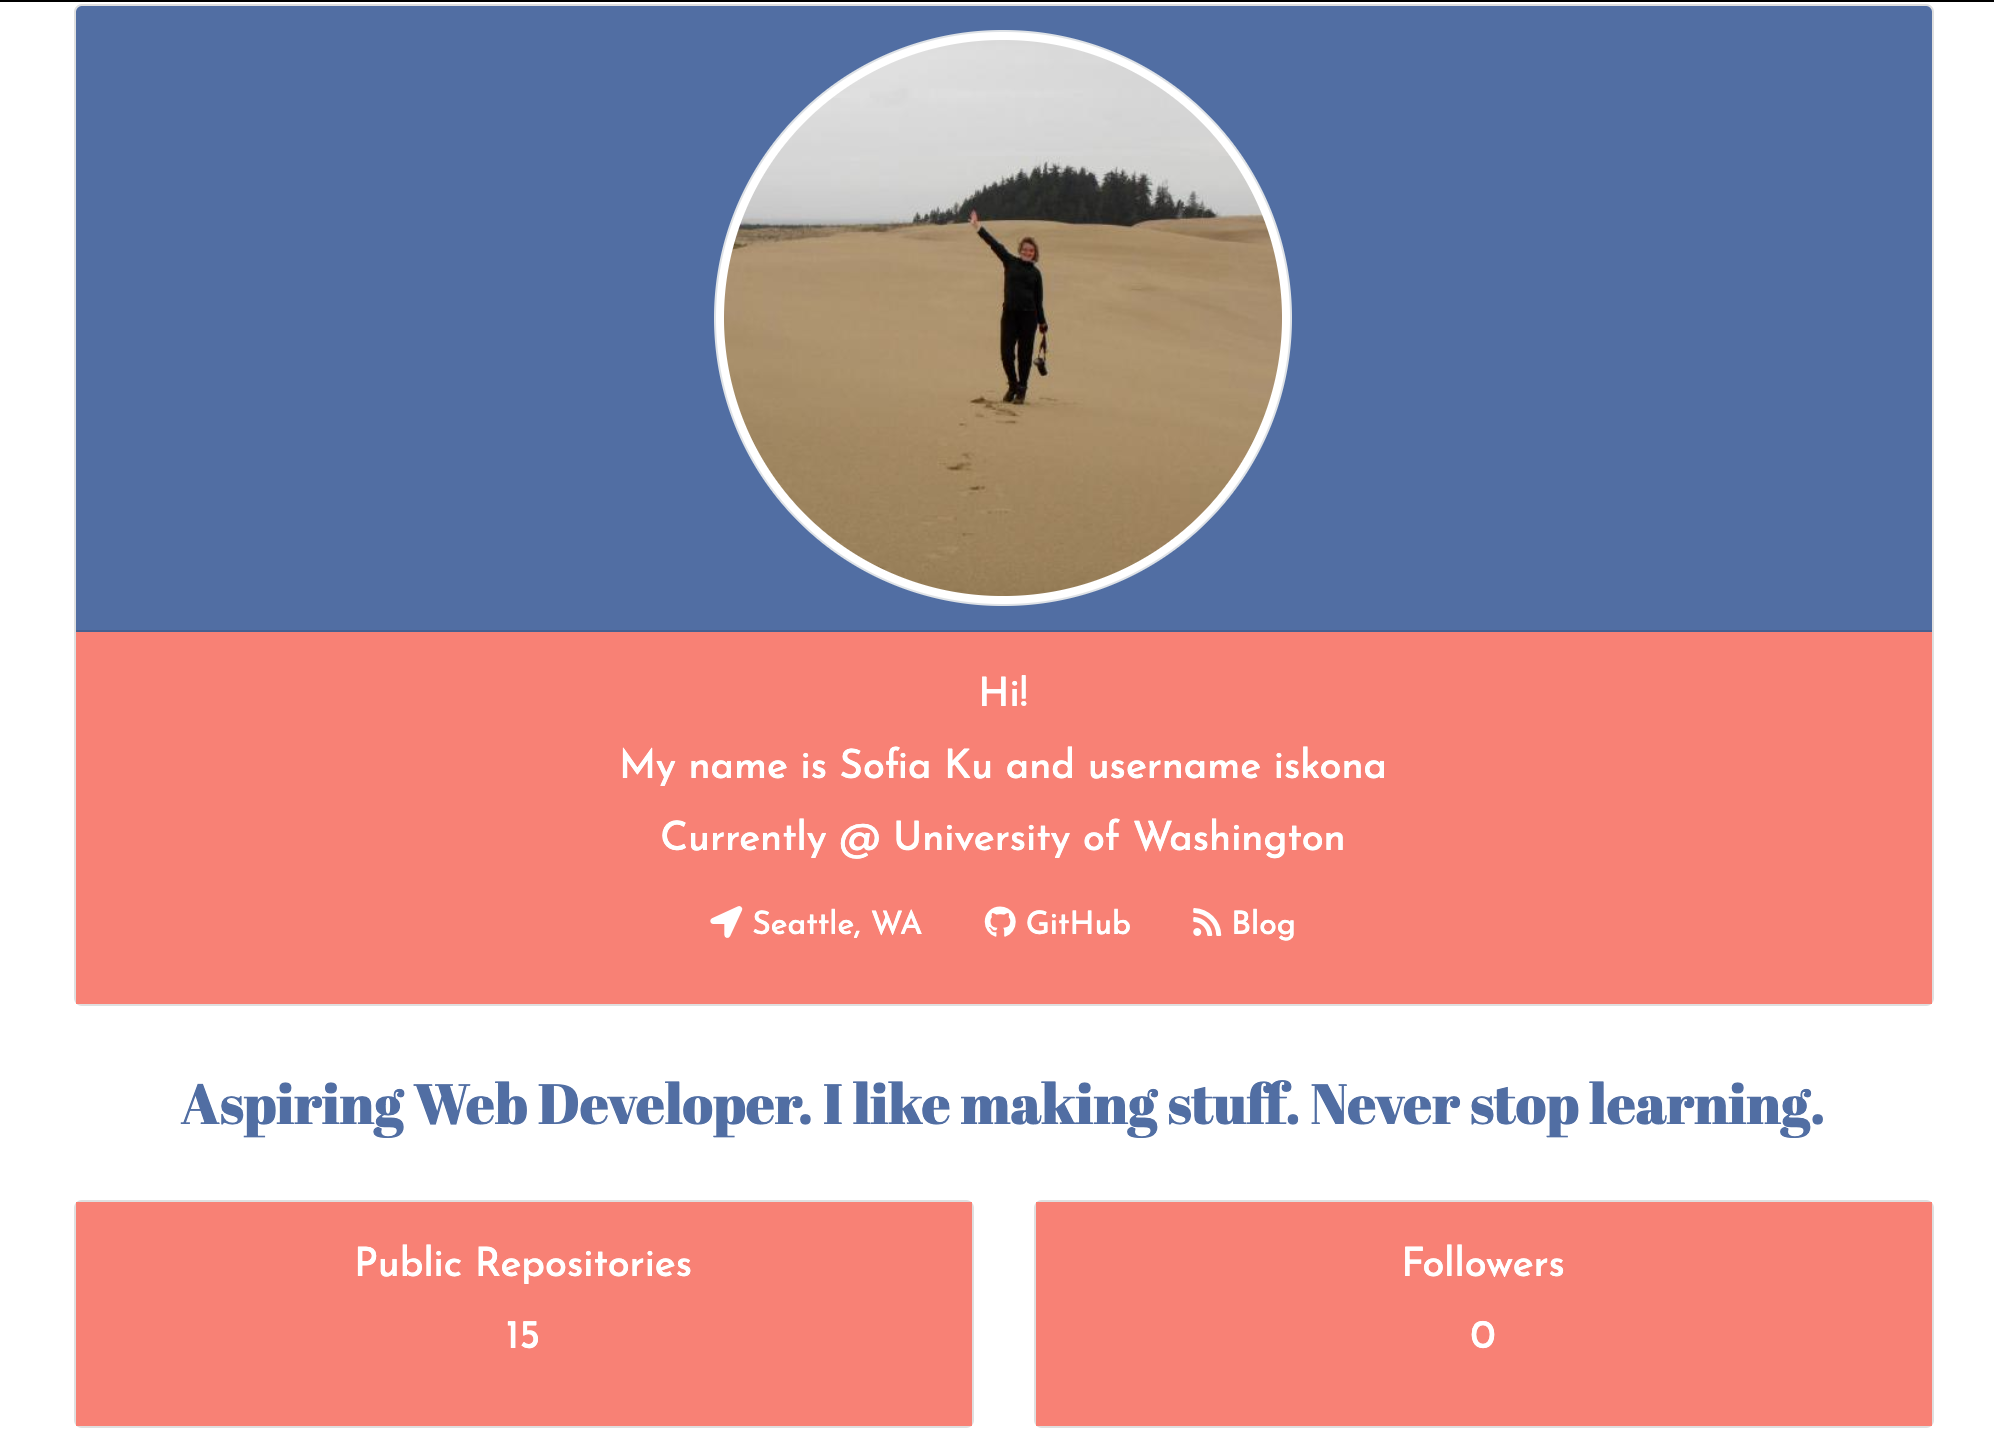 Hi!
My name is Sofia Ku and username iskona
Currently @ University of Washington
Seattle, WA GitHub Blog
Aspiring Web Developer. I like making stuff. Never stop learning.
Public Repositories
15
Followers
0